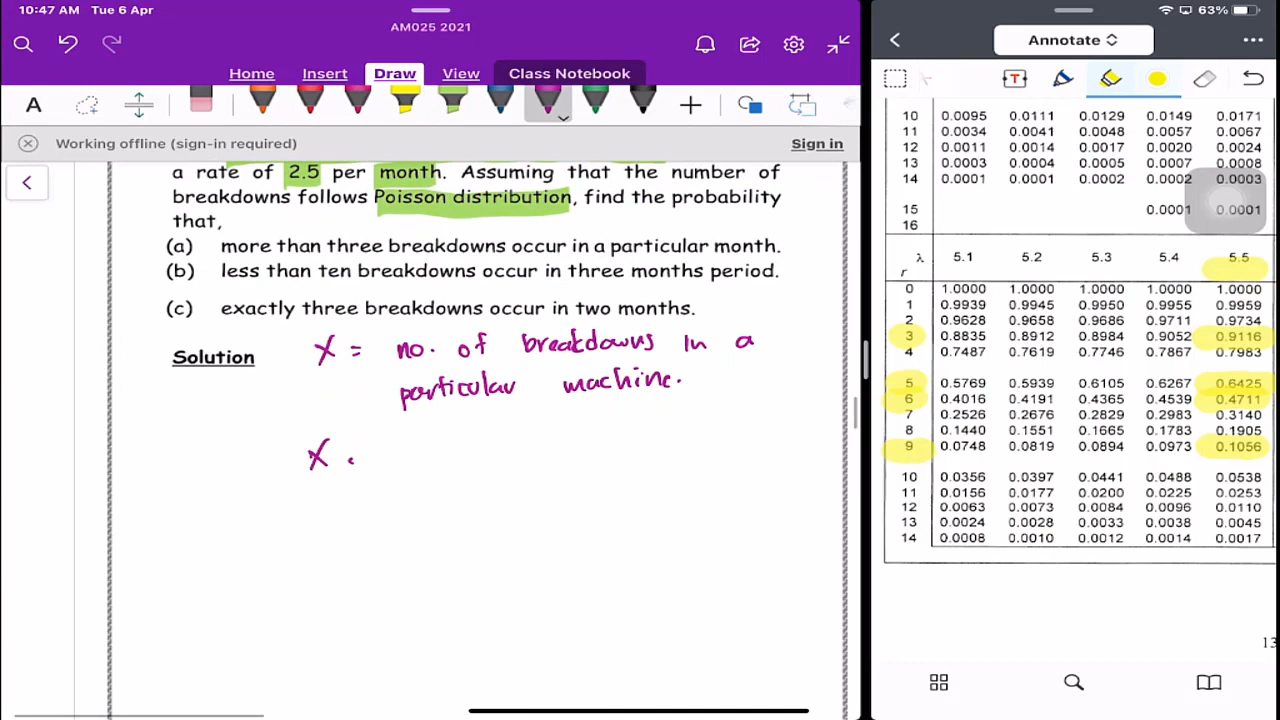 10:47 AM Tue 6 Apr
AM025 2021
Home Insert Draw View Class Notebook
A
Working offline (sign-in required) Sign in
a rate of 2.5 per month. Assuming that the number of
breakdowns follows Poisson distribution, find the probability
that,
(a) more than three breakdowns occur in a particular month.
(b) less than ten breakdowns occur in three months period.
(c) exactly three breakdowns occur in two months.
Solution X = no. of breakdowns in a
particular machine.
X
63%
Annotate
T
10 0.0095 0.0111 0.0129 0.0149 0.0171
11 0.0034 0.0041 0.0048 0.0057 0.0067
12 0.0011 0.0014 0.0017 0.0020 0.0024
13 0.0003 0.0004 0.0005 0.0007 0.0008
14 0.0001 0.0001 0.0002 0.0002 0.0003
15 0.0001 0.0001
16
λ 5.1 5.2 5.3 5.4 5.5
r
0 1.0000 1.0000 1.0000 1.0000 1.0000
1 0.9939 0.9945 0.9950 0.9955 0.9959
2 0.9628 0.9658 0.9686 0.9711 0.9734
3 0.8835 0.8912 0.8984 0.9052 0.9116
4 0.7487 0.7619 0.7746 0.7867 0.7983
5 0.5769 0.5939 0.6105 0.6267 0.6425
6 0.4016 0.4191 0.4365 0.4539 0.4711
7 0.2526 0.2676 0.2829 0.2983 0.3140
8 0.1440 0.1551 0.1665 0.1783 0.1905
9 0.0748 0.0819 0.0894 0.0973 0.1056
10 0.0356 0.0397 0.0441 0.0488 0.0538
11 0.0156 0.0177 0.0200 0.0225 0.0253
12 0.0063 0.0073 0.0084 0.0096 0.0110
13 0.0024 0.0028 0.0033 0.0038 0.0045
14 0.0008 0.0010 0.0012 0.0014 0.0017
13